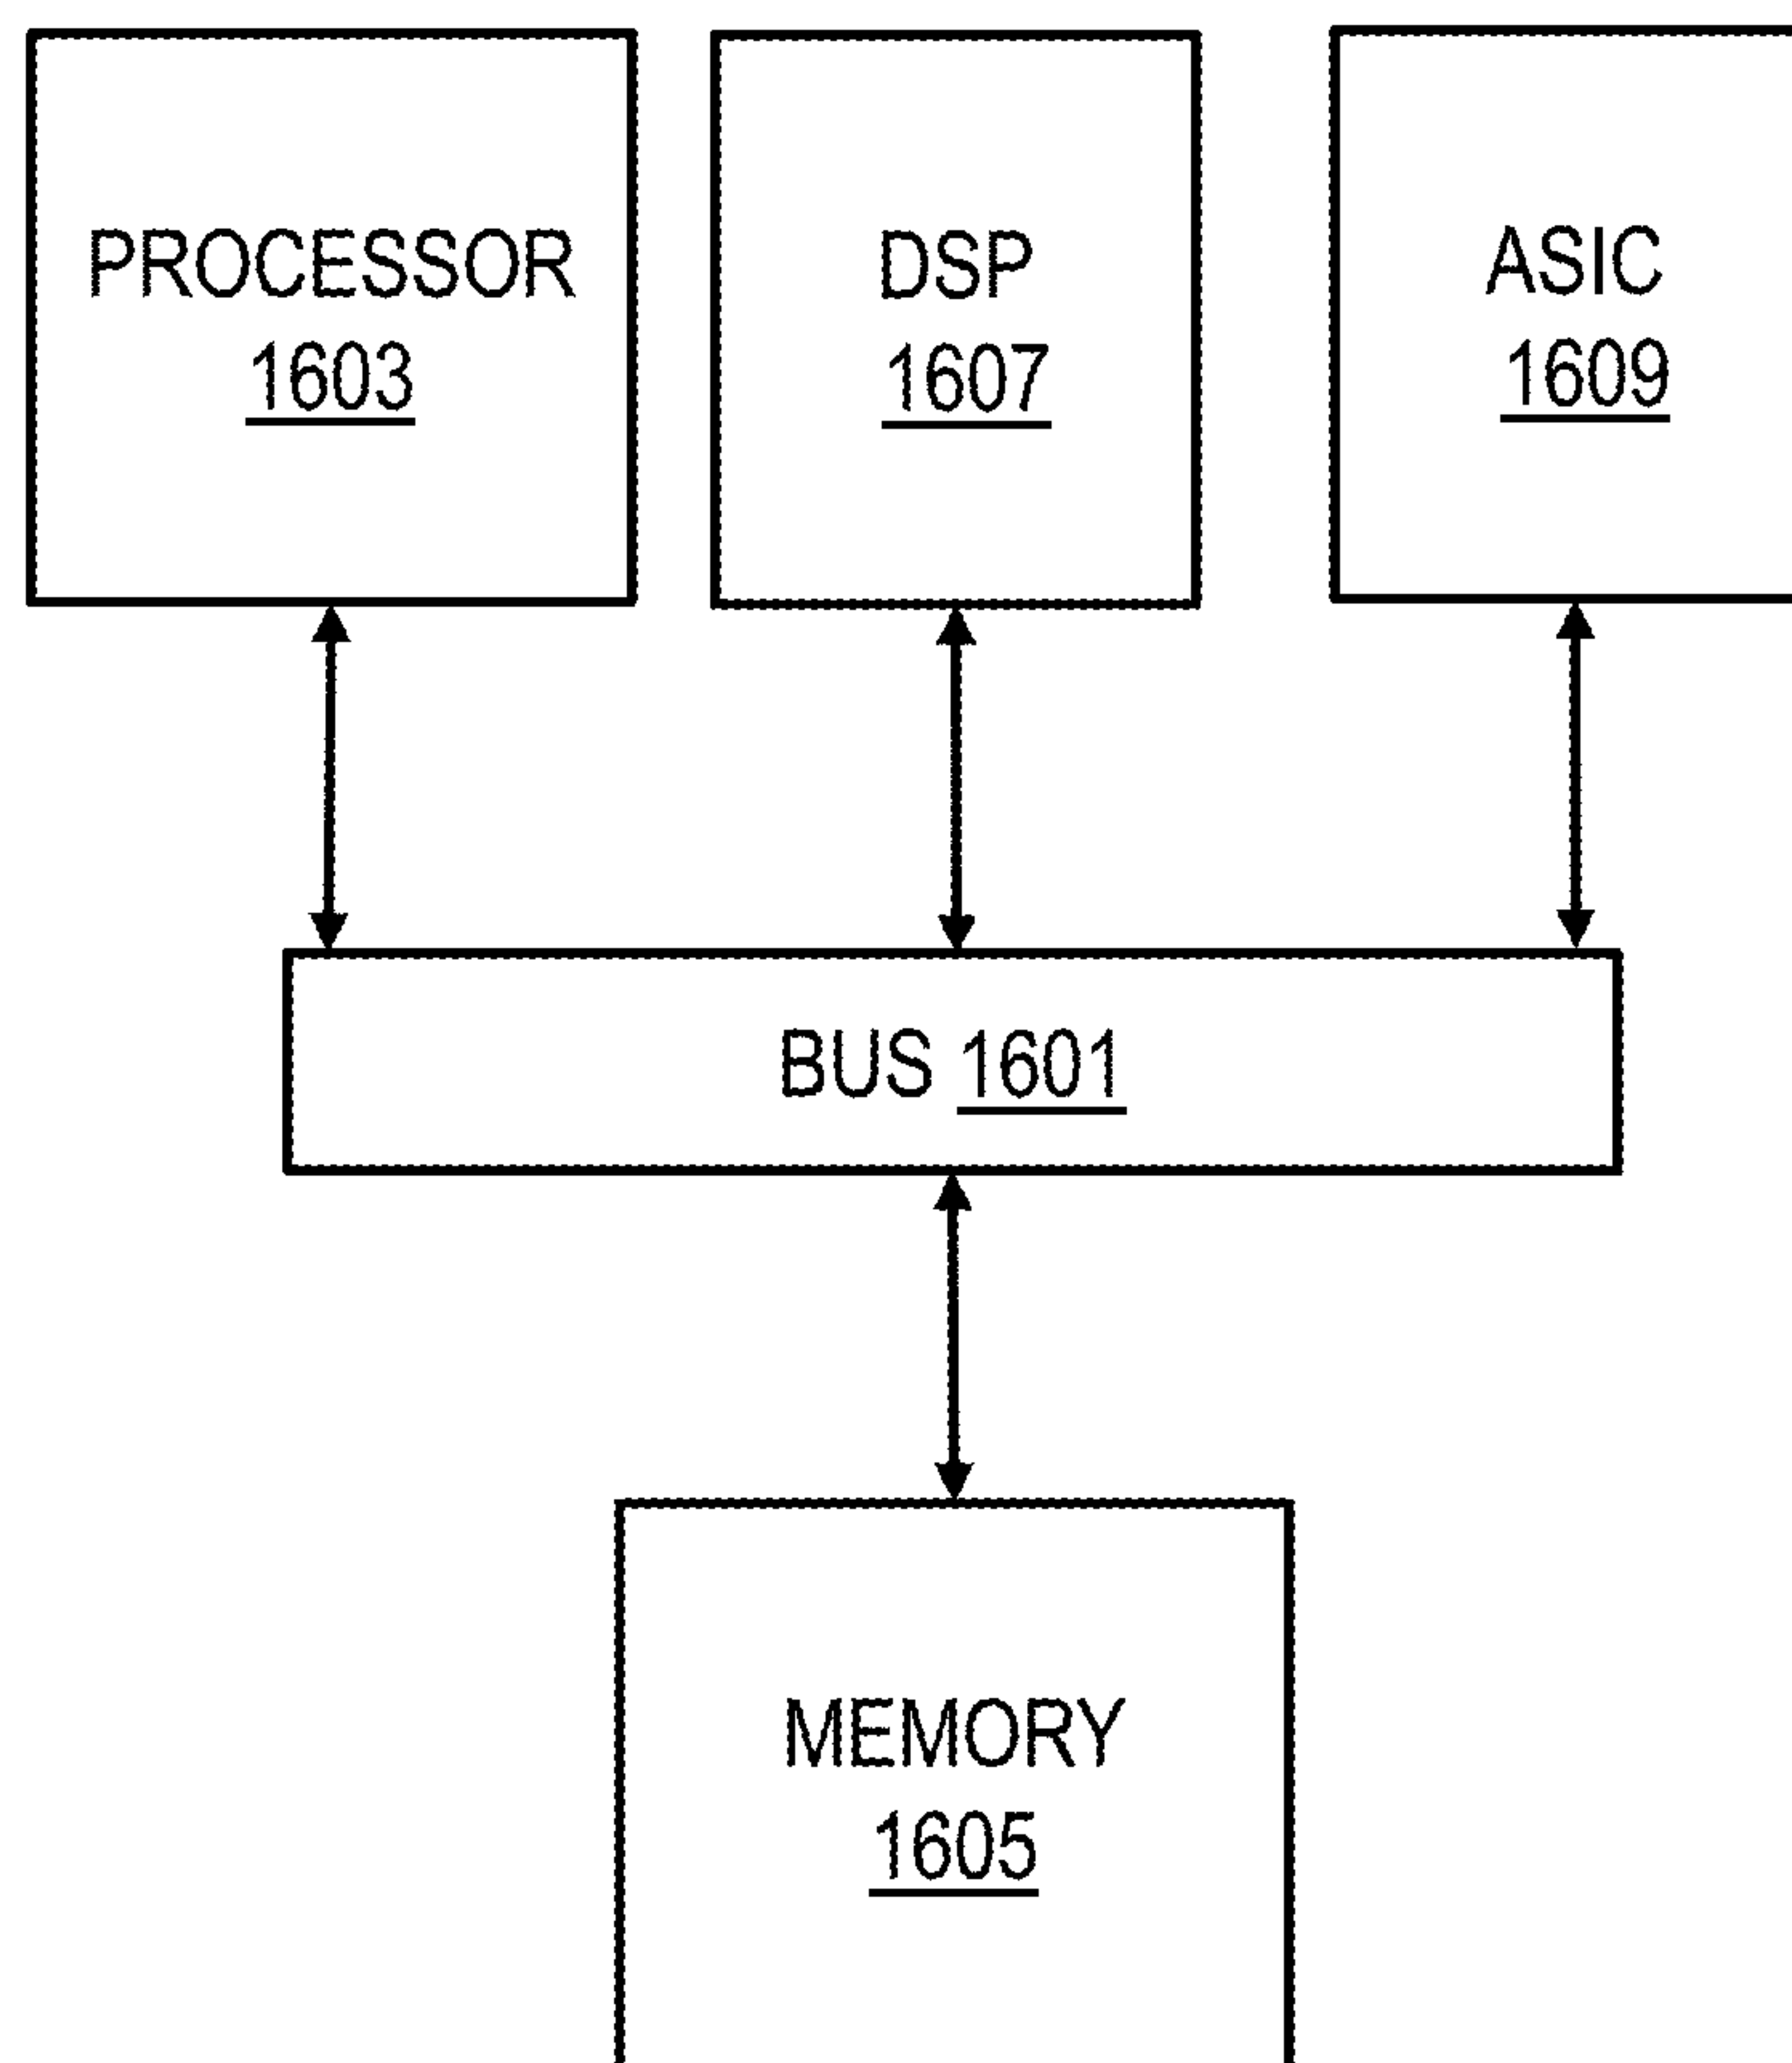 PROCESSOR
1603
DSP
1607
ASIC
1609
BUS 1601
MEMORY
1605